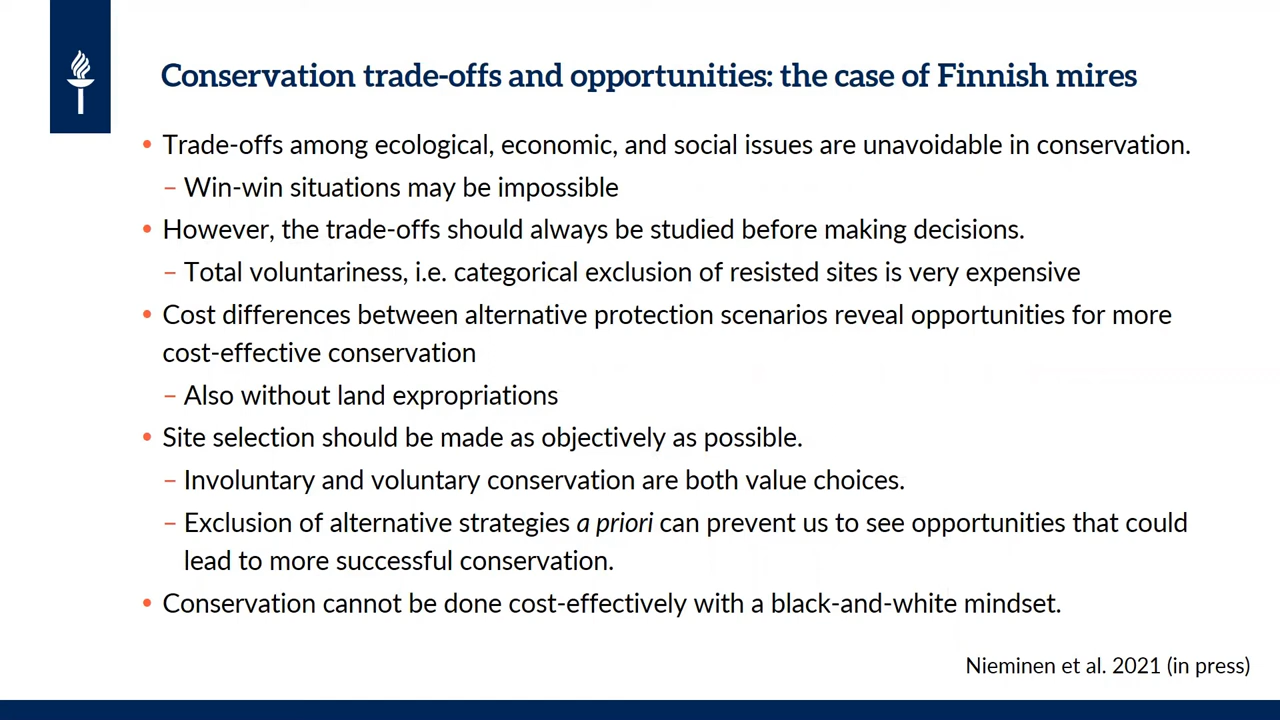 Conservation trade-offs and opportunities: the case of Finnish mires
• Trade-offs among ecological, economic, and social issues are unavoidable in conservation.
– Win-win situations may be impossible
• However, the trade-offs should always be studied before making decisions.
– Total voluntariness, i.e. categorical exclusion of resisted sites is very expensive
• Cost differences between alternative protection scenarios reveal opportunities for more
cost-effective conservation
– Also without land expropriations
• Site selection should be made as objectively as possible.
– Involuntary and voluntary conservation are both value choices.
– Exclusion of alternative strategies a priori can prevent us to see opportunities that could
lead to more successful conservation.
• Conservation cannot be done cost-effectively with a black-and-white mindset.
Nieminen et al. 2021 (in press)